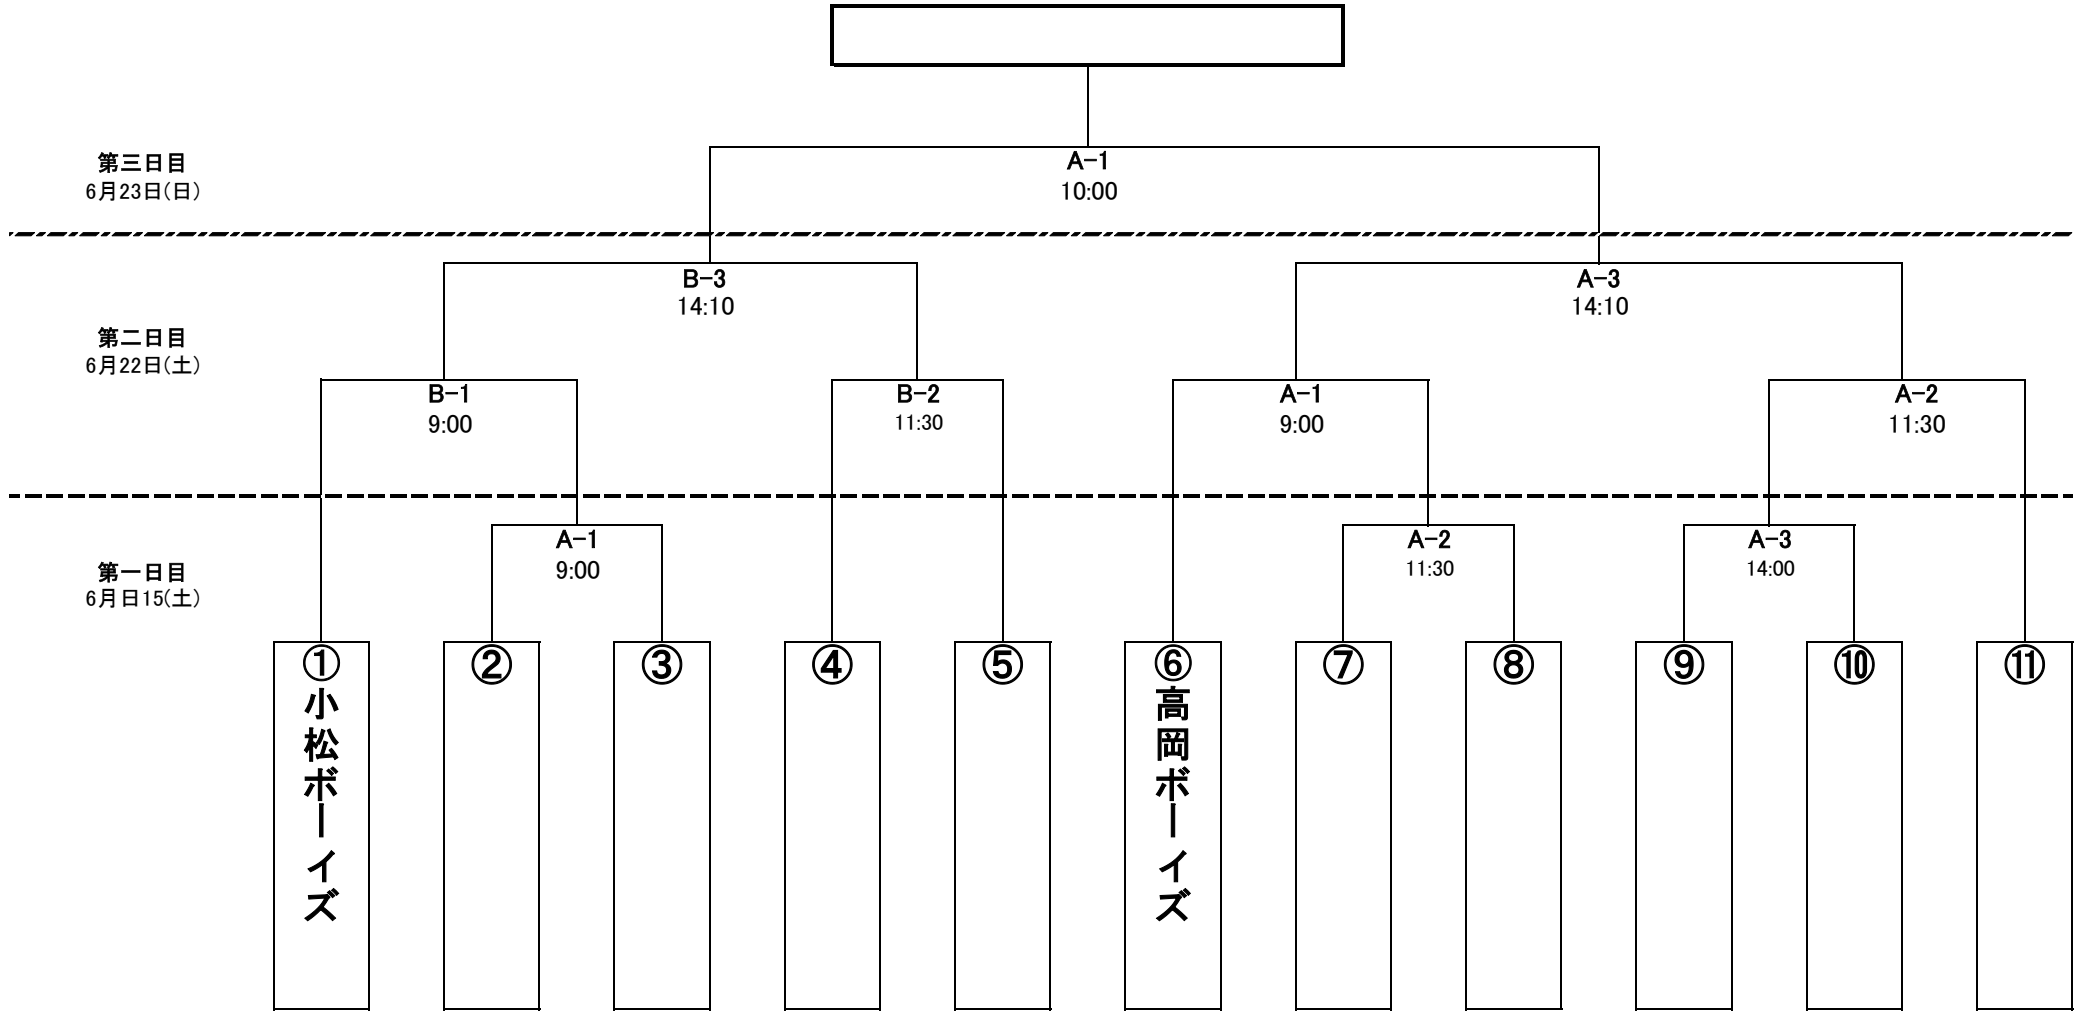 第三日目
6月23日(日)
A-1
10:00
第二日目
6月22日(土)
B-3
14:10
A-3
14:10
B-1
9:00
B-2
11:30
A-1
9:00
A-2
11:30
第一日目
6月日15(土)
A-1
9:00
A-2
11:30
A-3
14:00
①小松ボーイズ
②
③
④
⑤
⑥高岡ボーイズ
⑦
⑧
⑨
⑩
⑪